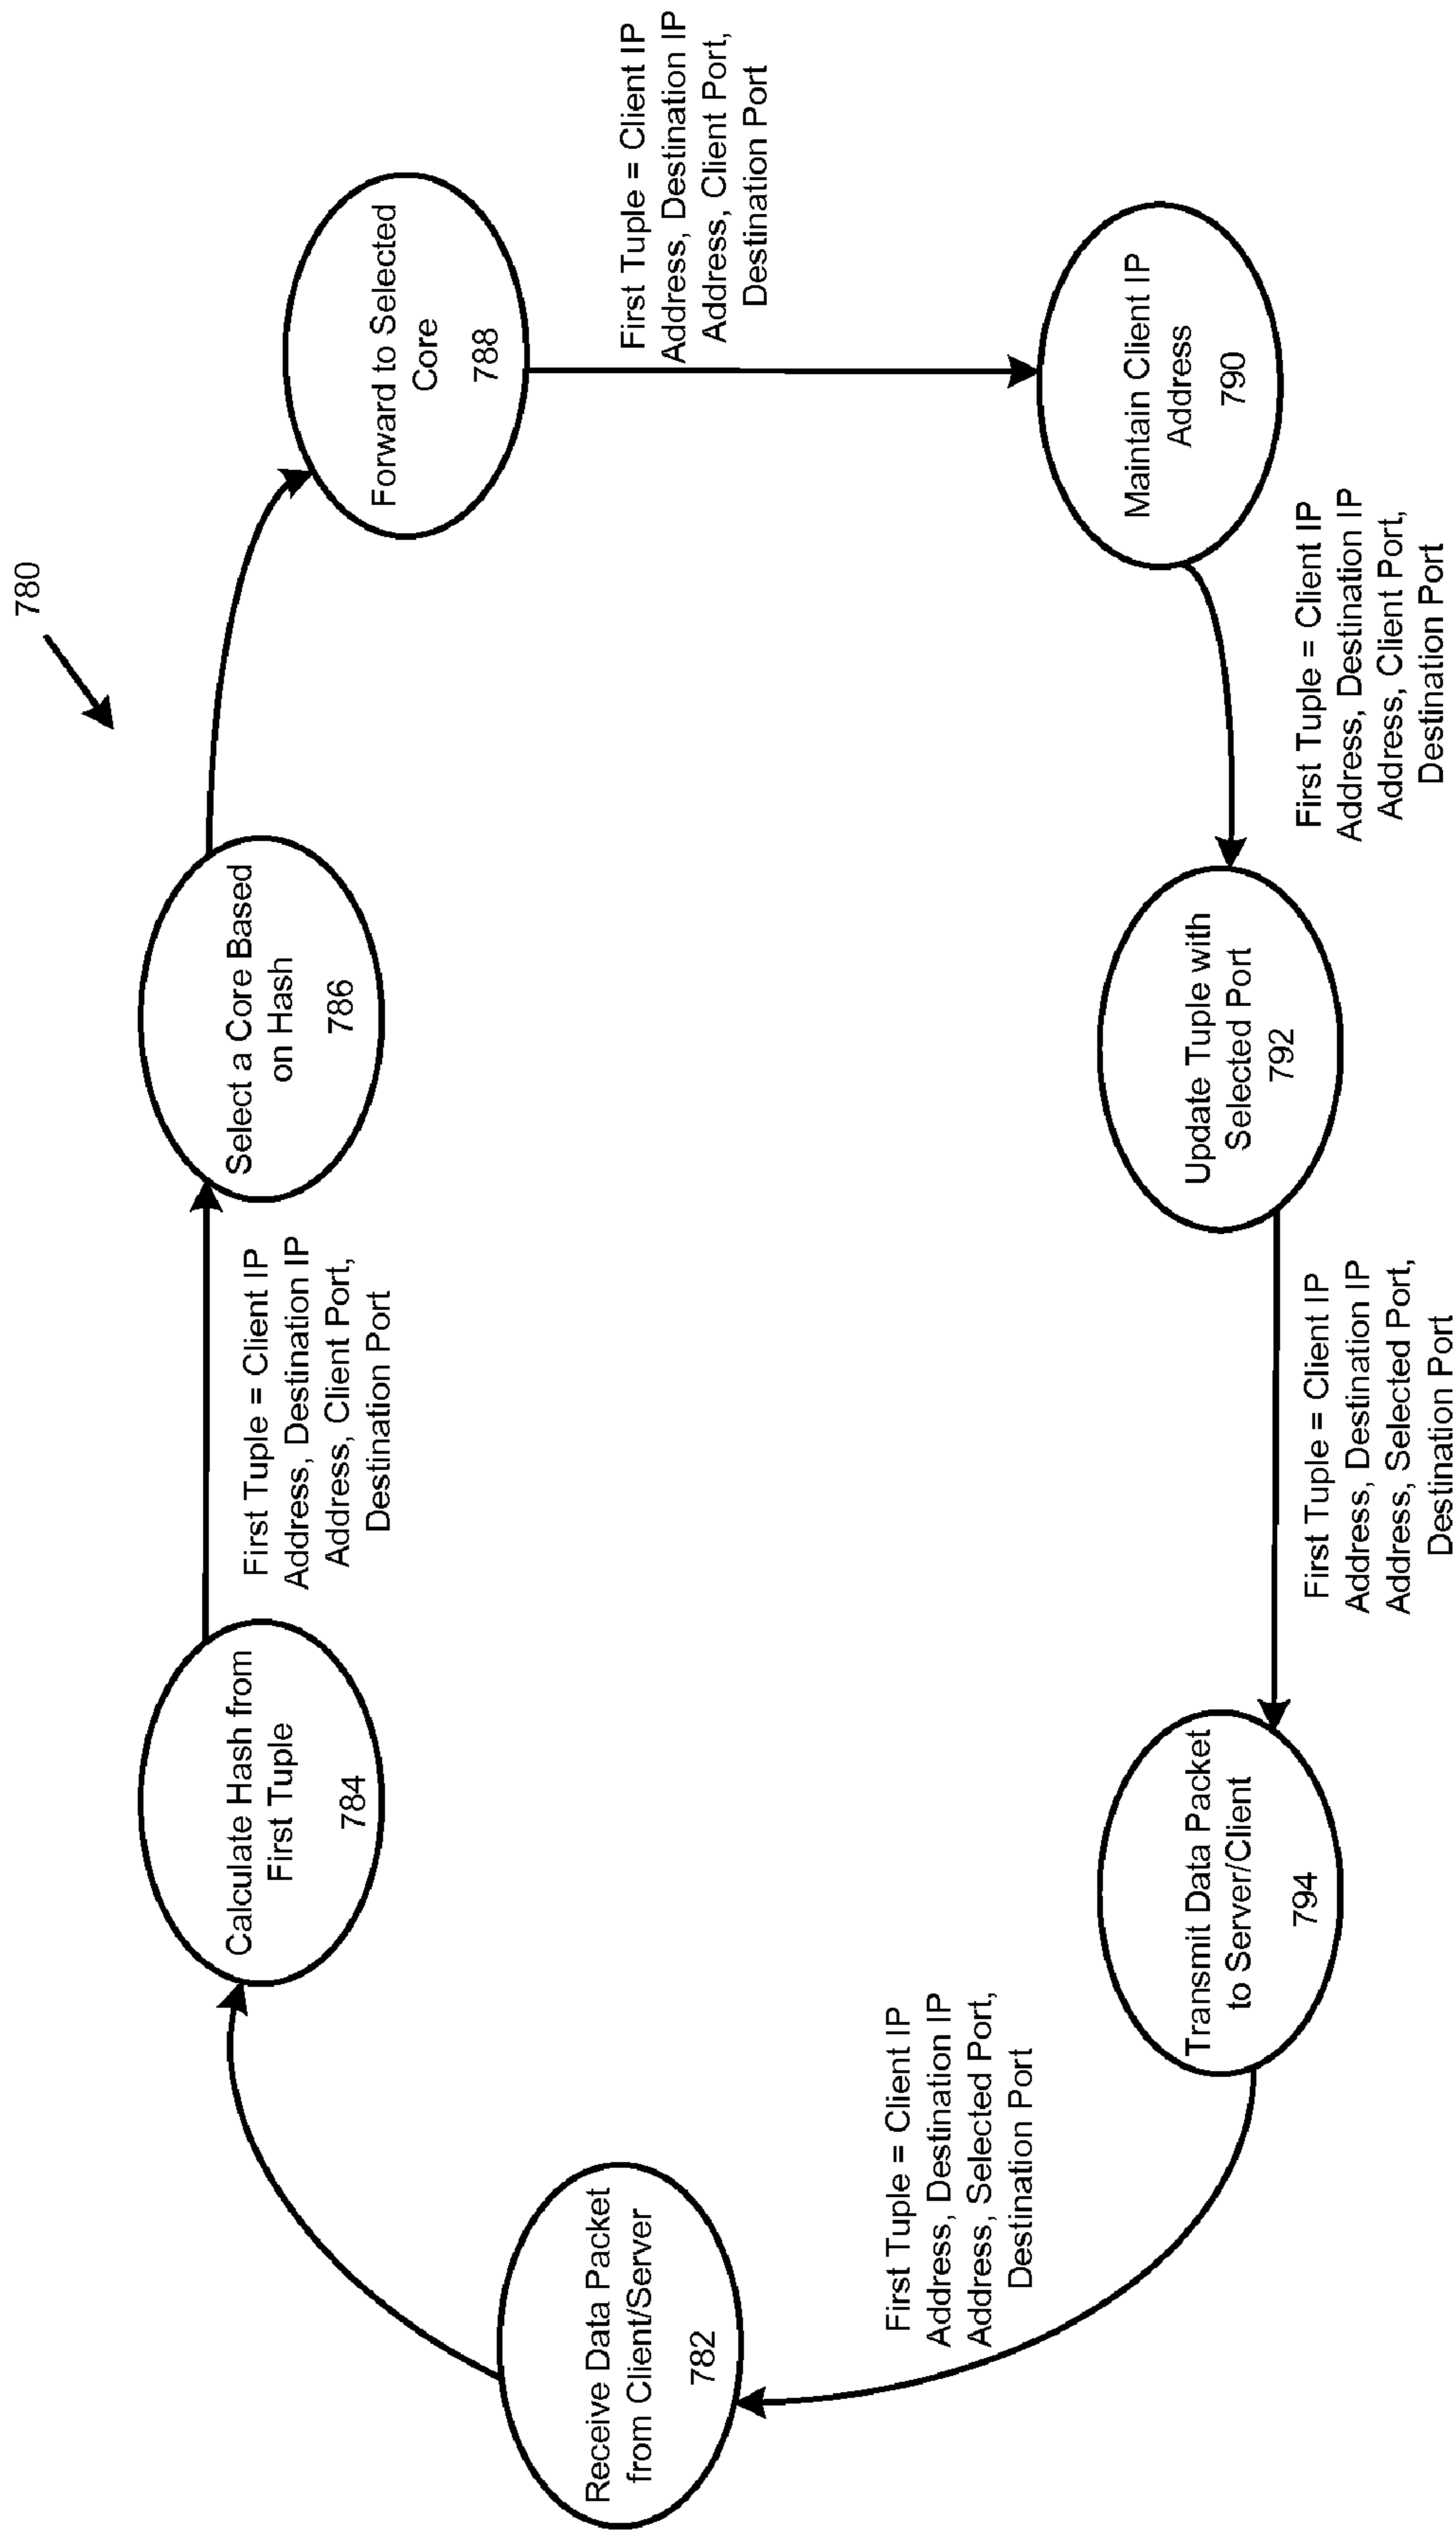 780
Receive Data Packet
from Client/Server
782
Calculate Hash from
First Tuple
784
First Tuple = Client IP
Address, Destination IP
Address, Client Port,
Destination Port
Select a Core Based
on Hash
786
Forward to Selected
Core
788
First Tuple = Client IP
Address, Destination IP
Address, Client Port,
Destination Port
Maintain Client IP
Address
790
First Tuple = Client IP
Address, Destination IP
Address, Client Port,
Destination Port
Update Tuple with
Selected Port
792
First Tuple = Client IP
Address, Destination IP
Address, Selected Port,
Destination Port
Transmit Data Packet
to Server/Client
794
First Tuple = Client IP
Address, Destination IP
Address, Selected Port,
Destination Port